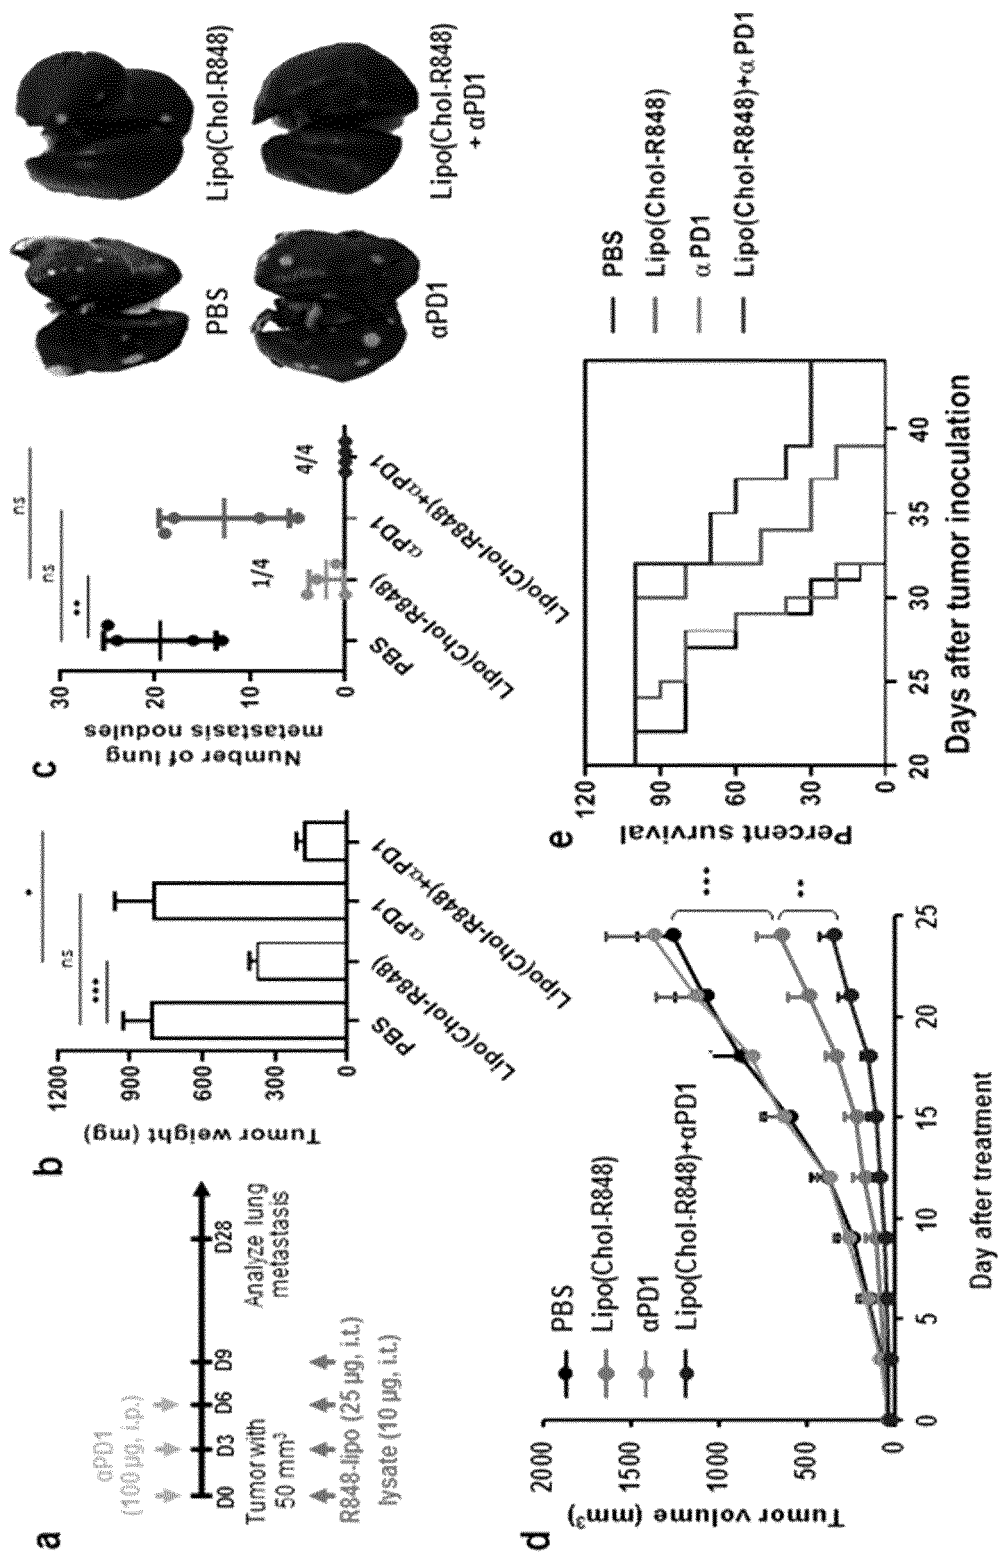 a
αPD1
(100 µg, i.p.)
D0 D3 D6 D9 D28
Tumor with
50 mm³
Analyze lung
metastasis
R848-lipo (25 µg, i.t.)
lysate (10 µg, i.t.)
b
Tumor weight (mg)
1200
900
600
300
0
***
ns
*
PBS
Lipo(Chol-R848)
αPD1
Lipo(Chol-R848)+αPD1
c
Number of lung
metastasis nodules
30
20
10
0
**
ns
ns
1/4
4/4
PBS
Lipo(Chol-R848)
αPD1
Lipo(Chol-R848)+αPD1
PBS
Lipo(Chol-R848)
αPD1
Lipo(Chol-R848)
+ αPD1
d
Tumor volume (mm³)
2000
1500
1000
500
0
PBS
Lipo(Chol-R848)
αPD1
Lipo(Chol-R848)+αPD1
***
**
0 5 10 15 20 25
Day after treatment
e
Percent survival
120
90
60
30
0
20 25 30 35 40
Days after tumor inoculation
PBS
Lipo(Chol-R848)
α PD1
Lipo(Chol-R848)+α PD1